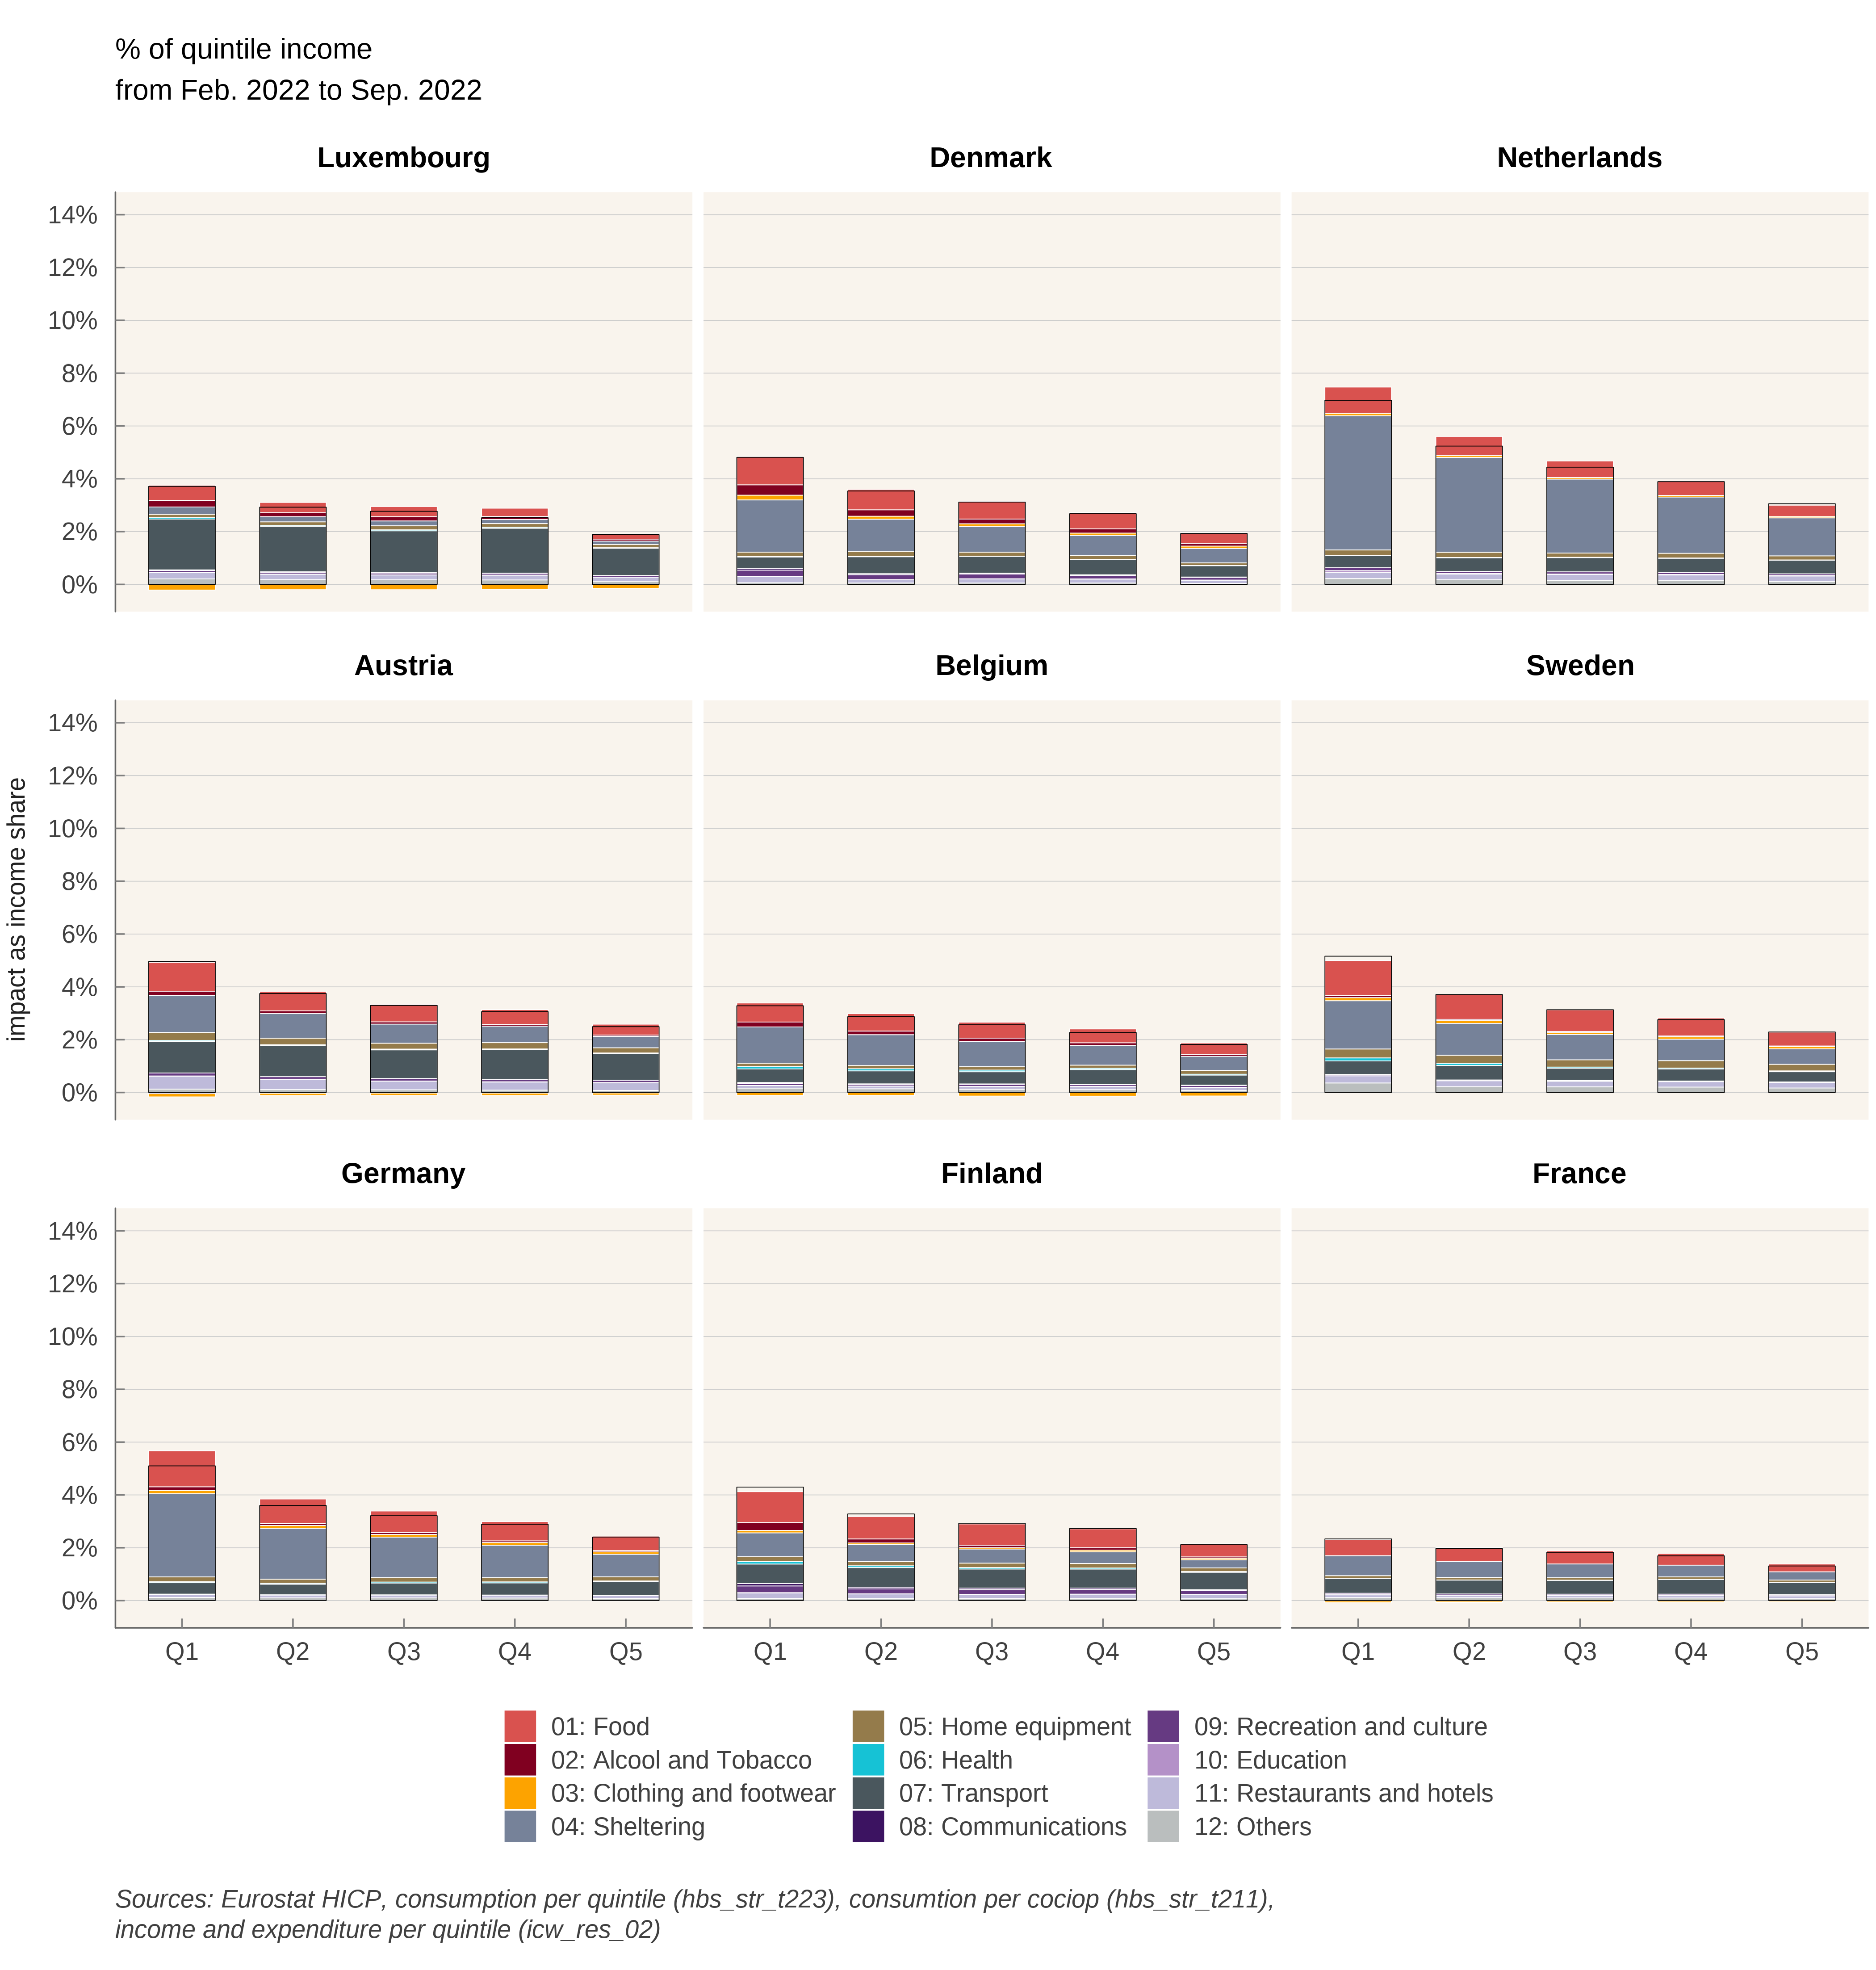 % of quintile income
from Feb. 2022 to Sep. 2022
Luxembourg Denmark Netherlands
14%
12%
10%
8%
6%
4%
2%
0%
Austria Belgium Sweden
14%
12%
10%
8%
6%
4%
2%
0%
impact as income share
Germany Finland France
14%
12%
10%
8%
6%
4%
2%
0%
Q1 Q2 Q3 Q4 Q5 Q1 Q2 Q3 Q4 Q5 Q1 Q2 Q3 Q4 Q5
01: Food 05: Home equipment 09: Recreation and culture
02: Alcool and Tobacco 06: Health 10: Education
03: Clothing and footwear 07: Transport 11: Restaurants and hotels
04: Sheltering 08: Communications 12: Others
Sources: Eurostat HICP, consumption per quintile (hbs_str_t223), consumtion per cociop (hbs_str_t211),
income and expenditure per quintile (icw_res_02)